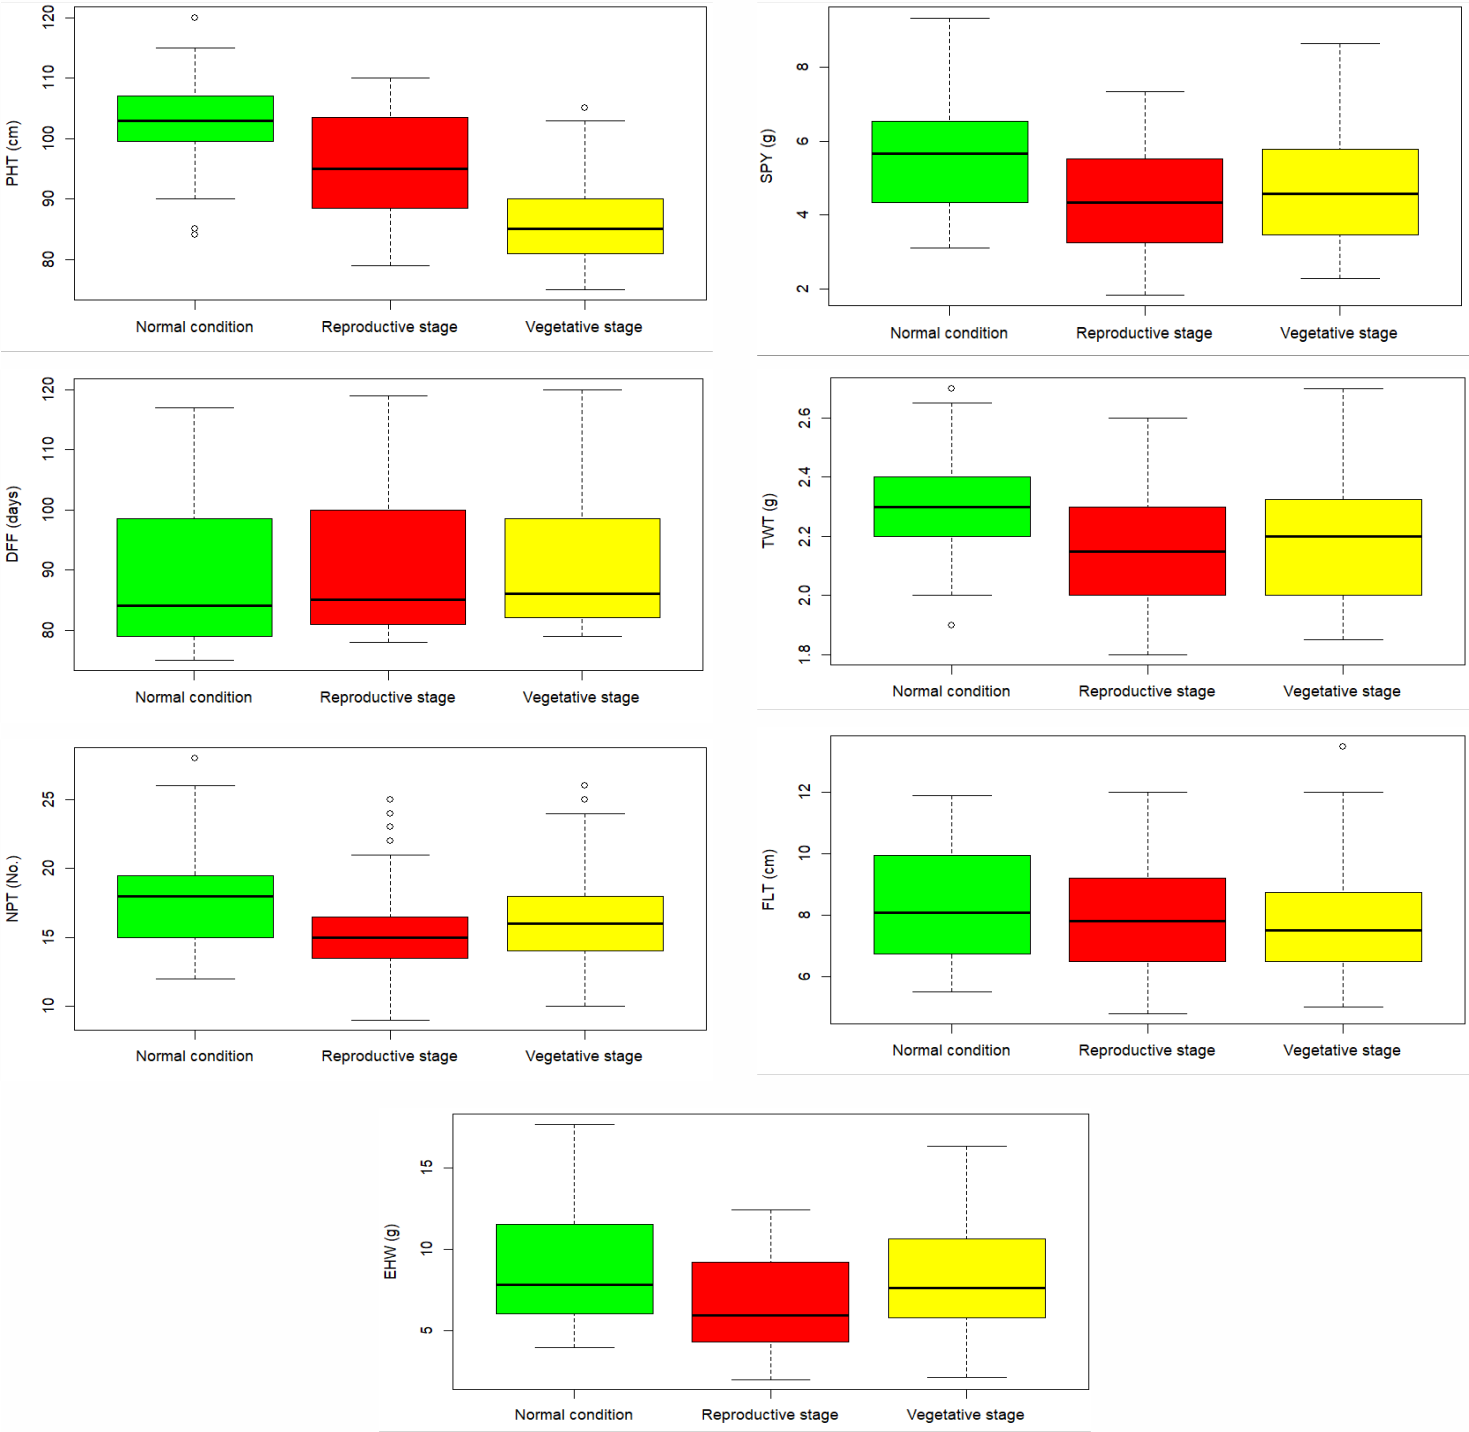 PHT (cm)
120
110
100
90
80
Normal condition Reproductive stage Vegetative stage
SPY (g)
8
6
4
2
Normal condition Reproductive stage Vegetative stage
DFF (days)
120
110
100
90
80
Normal condition Reproductive stage Vegetative stage
TWT (g)
2.6
2.4
2.2
2.0
1.8
Normal condition Reproductive stage Vegetative stage
NPT (No.)
25
20
15
10
Normal condition Reproductive stage Vegetative stage
FLT (cm)
12
10
8
6
Normal condition Reproductive stage Vegetative stage
EHW (g)
15
10
5
Normal condition Reproductive stage Vegetative stage